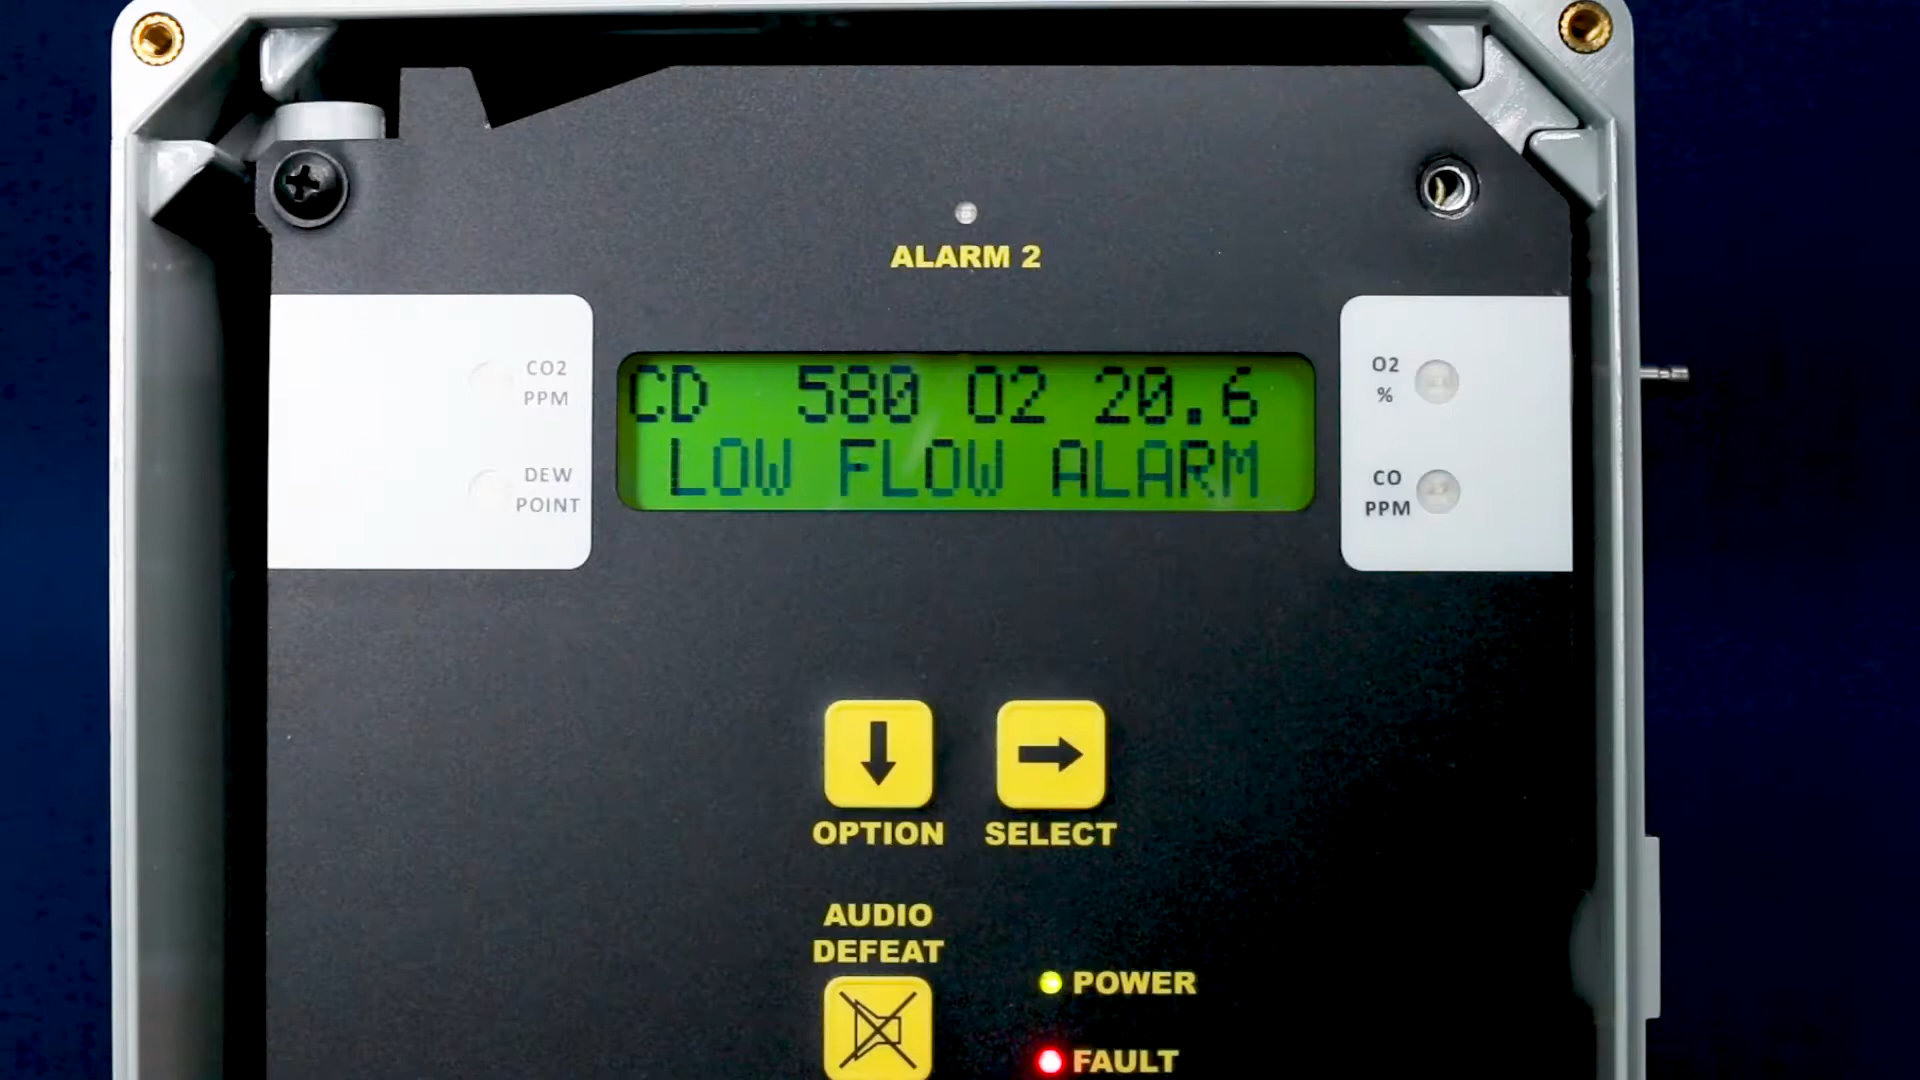 ALARM 2
CO2
PPM
DEW
POINT
CD 580 O2 20.6
LOW FLOW ALARM
O2
%
CO
PPM
OPTION
SELECT
AUDIO
DEFEAT
POWER
FAULT